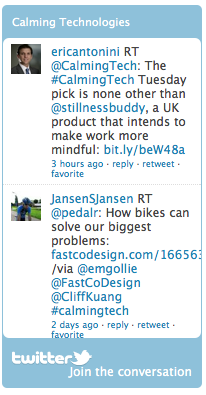 Calming Technologies
ericantonini RT
@CalmingTech: The
#CalmingTech Tuesday
pick is none other than
@stillnessbuddy, a UK
product that intends to
make work more
mindful: bit.ly/beW48a
3 hours ago · reply · retweet ·
favorite
JansenSJansen RT
@pedalr: How bikes can
solve our biggest
problems:
fastcodesign.com/16656
/via @emgollie
@FastCoDesign
@CliffKuang
#calmingtech
2 days ago · reply · retweet ·
favorite
twitter
Join the conversation